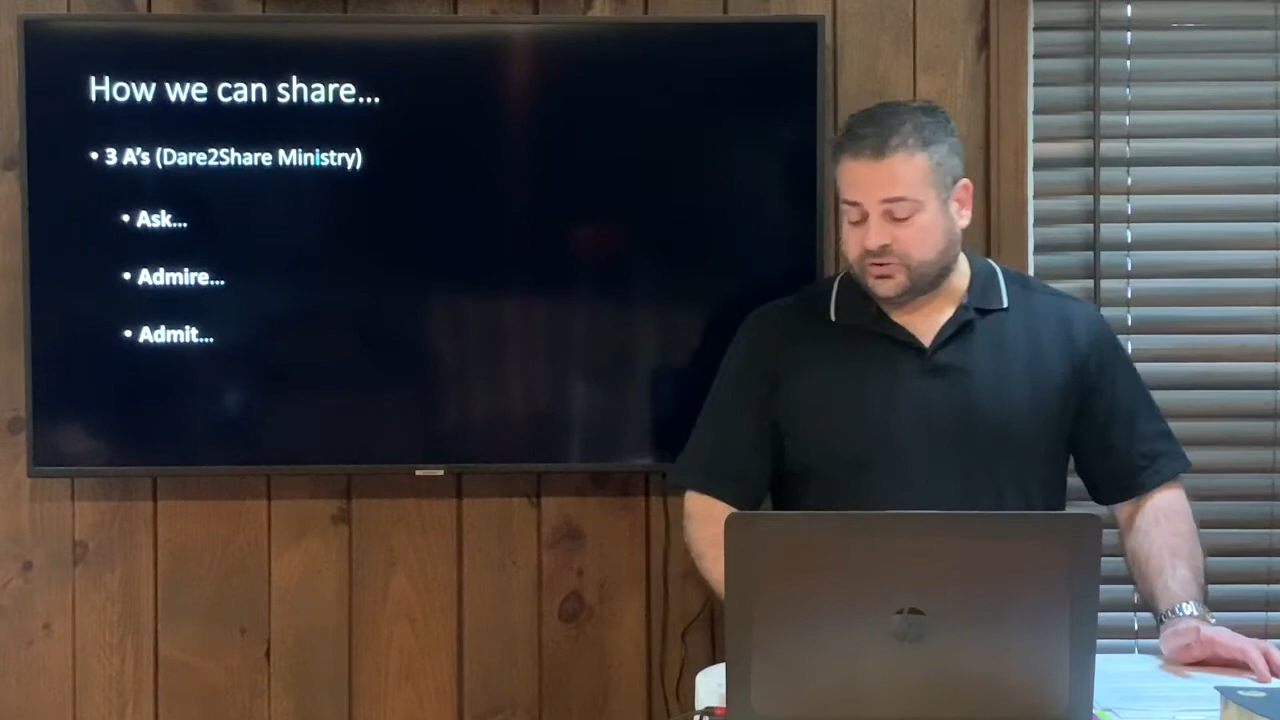 How we can share...
• 3 A's (Dare2Share Ministry)
• Ask...
• Admire...
• Admit...